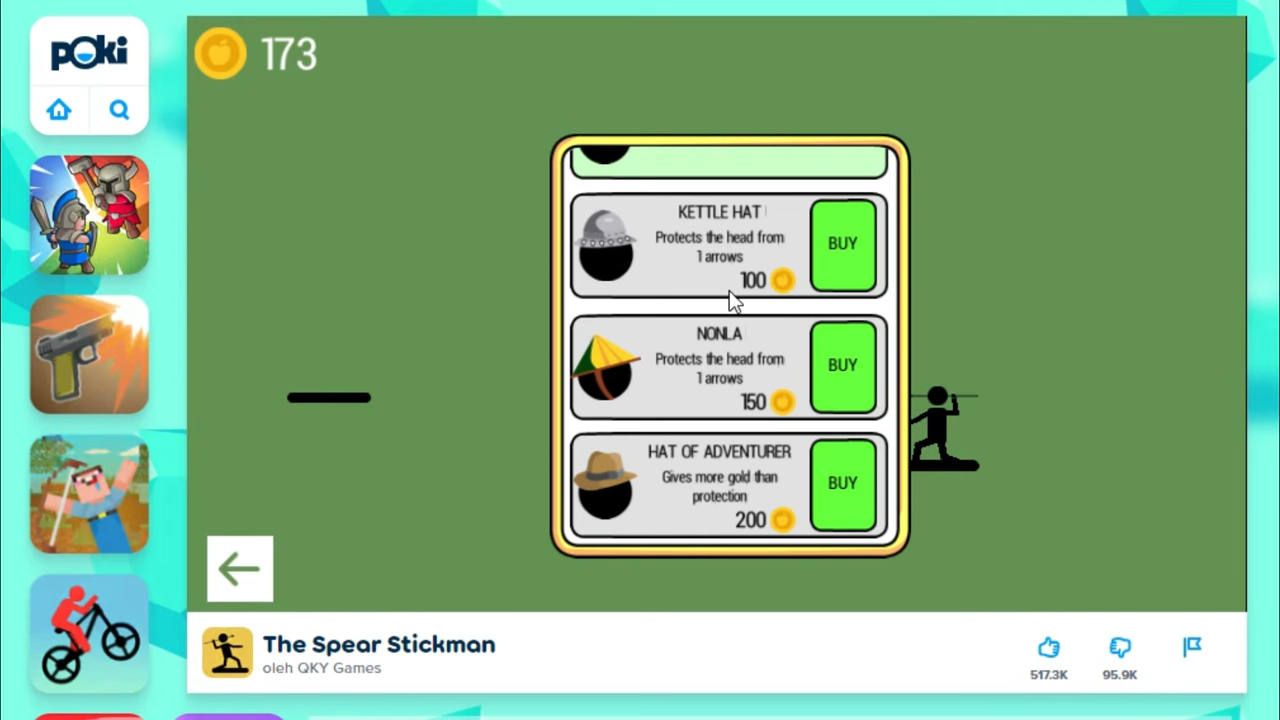 poki
173
KETTLE HAT
Protects the head from
1 arrows
100
BUY
NONLA
Protects the head from
1 arrows
150
BUY
HAT OF ADVENTURER
Gives more gold than
protection
200
BUY
The Spear Stickman
oleh QKY Games
517.3K
95.9K